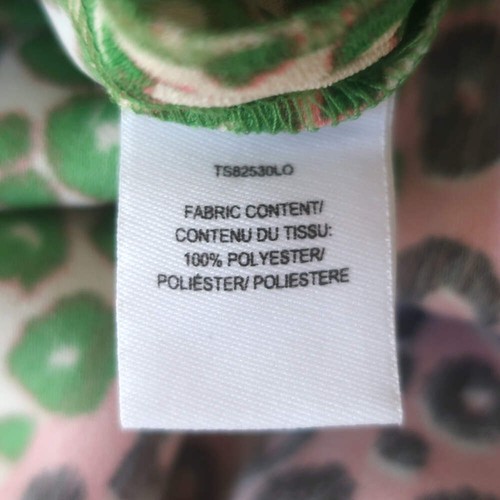 TS82530LO
FABRIC CONTENT/
CONTENU DU TISSU:
100% POLYESTER/
POLIÉSTER/ POLIESTERE